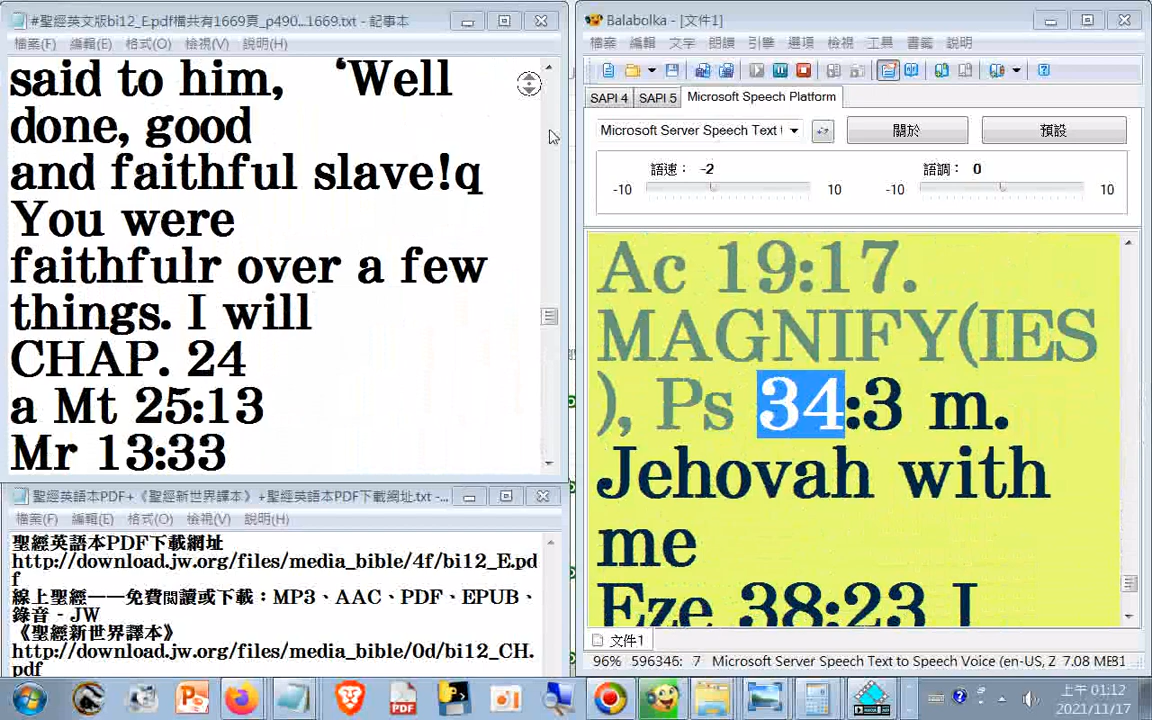 #聖經英文版bi12_E.pdf檔共有1669頁_p490...1669.txt - 記事本
檔案(F) 編輯(E) 格式(O) 檢視(V) 說明(H)
said to him, ‘Well
done, good
and faithful slave!q
You were
faithfulr over a few
things. I will
CHAP. 24
a Mt 25:13
Mr 13:33
聖經英語本PDF+《聖經新世界譯本》+聖經英語本PDF下載網址.txt - ...
檔案(F) 編輯(E) 格式(O) 檢視(V) 說明(H)
聖經英語本PDF下載網址
http://download.jw.org/files/media_bible/4f/bi12_E.pd
f
線上聖經——免費閱讀或下載：MP3、AAC、PDF、EPUB、
錄音 - JW
《聖經新世界譯本》
http://download.jw.org/files/media_bible/0d/bi12_CH.
pdf
Balabolka - [文件1]
檔案 編輯 文字 朗讀 引擎 選項 檢視 工具 書籤 說明
SAPI 4 SAPI 5 Microsoft Speech Platform
Microsoft Server Speech Text 關於 預設
語速： -2 語調： 0
-10 10 -10 10
Ac 19:17.
MAGNIFY(IES
), Ps 34:3 m.
Jehovah with
me
Eze 38:23 I
文件1
96% 596345: 7 Microsoft Server Speech Text to Speech Voice (en-US, Z 7.08 MB
上午 01:12
2021/11/17